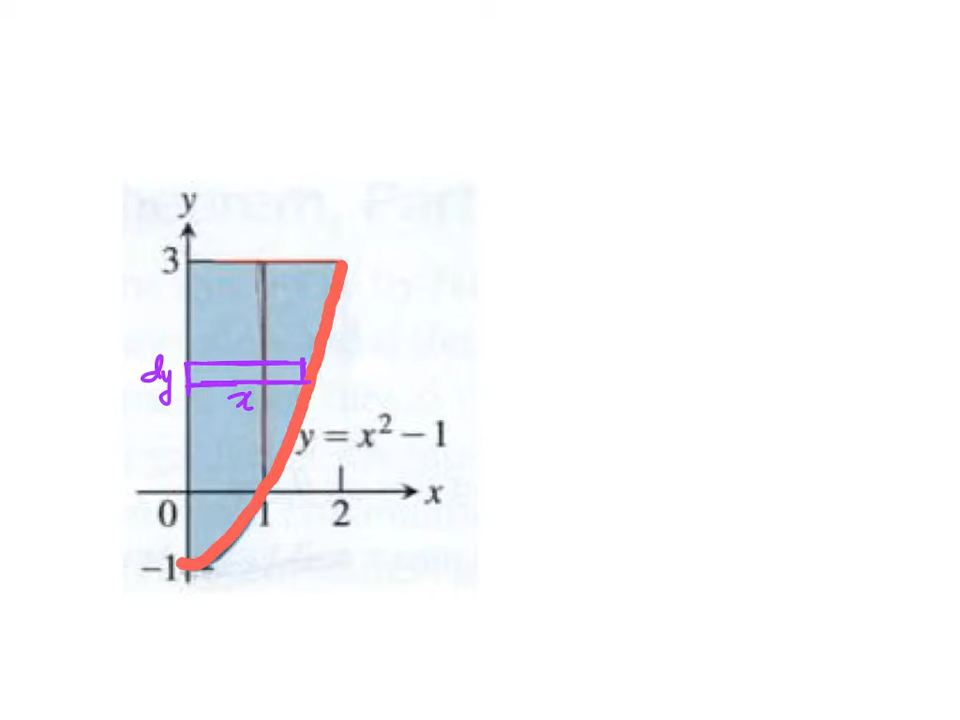 y
3
dy
x
y = x² – 1
x
0 1 2
–1